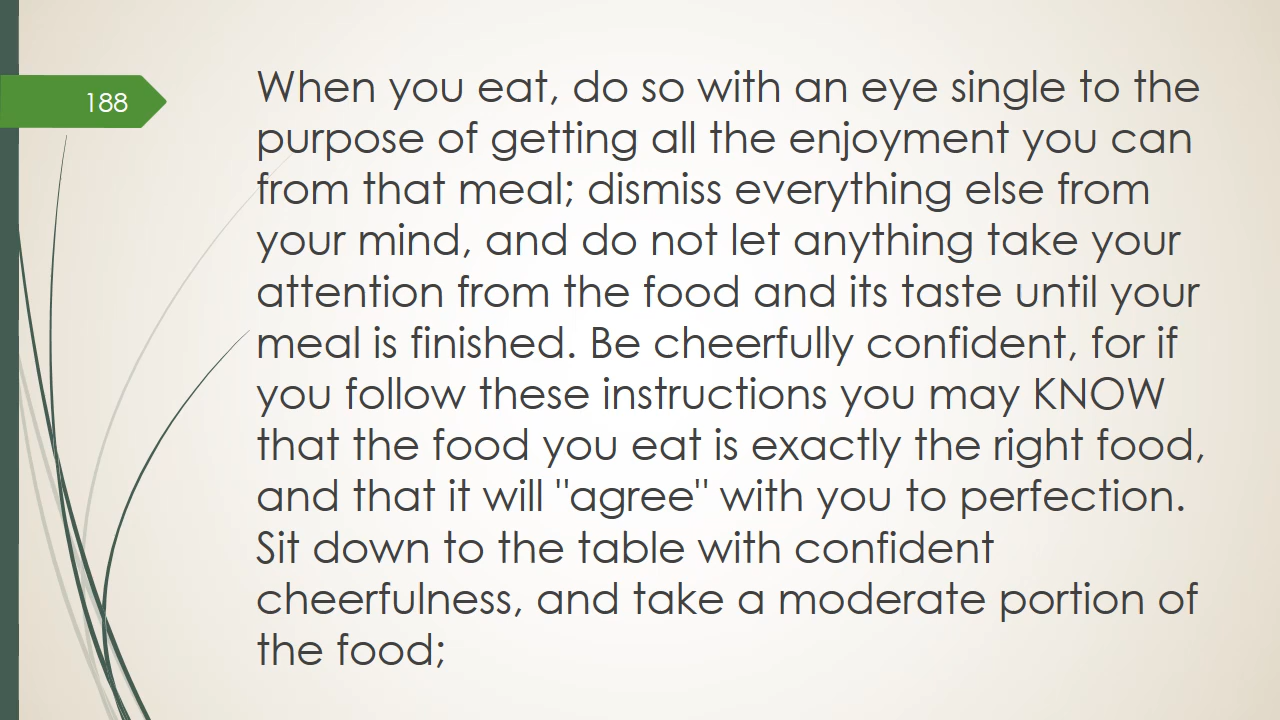 188
When you eat, do so with an eye single to the
purpose of getting all the enjoyment you can
from that meal; dismiss everything else from
your mind, and do not let anything take your
attention from the food and its taste until your
meal is finished. Be cheerfully confident, for if
you follow these instructions you may KNOW
that the food you eat is exactly the right food,
and that it will "agree" with you to perfection.
Sit down to the table with confident
cheerfulness, and take a moderate portion of
the food;